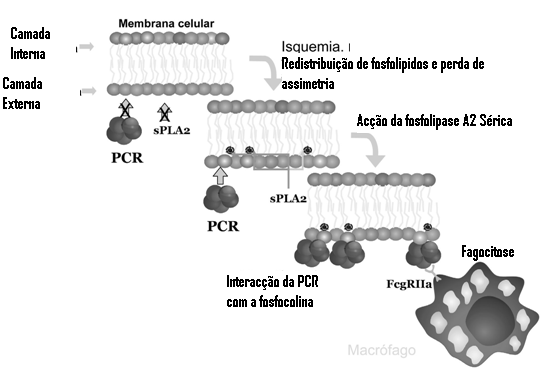 Membrana celular
Camada
Interna
Camada
Externa
sPLA2
PCR
Isquemia.
Redistribuição de fosfolipidos e perda de
assimetria
Acção da fosfolipase A2 Sérica
sPLA2
PCR
Interacção da PCR
com a fosfocolina
FcgRIIa
Fagocitose
Macrófago